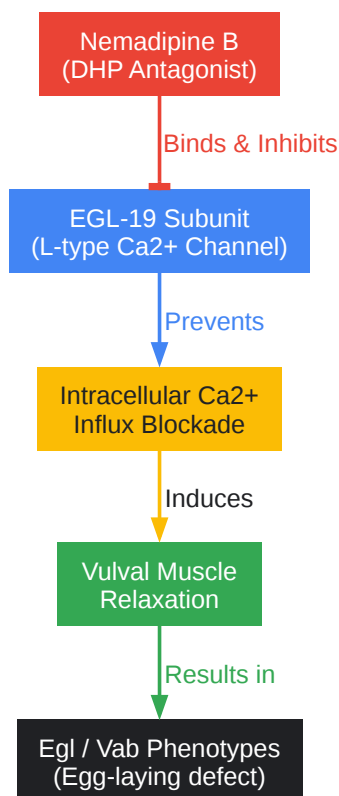 Nemadipine B
(DHP Antagonist)
Binds & Inhibits
EGL-19 Subunit
(L-type Ca2+ Channel)
Prevents
Intracellular Ca2+
Influx Blockade
Induces
Vulval Muscle
Relaxation
Results in
Egl / Vab Phenotypes
(Egg-laying defect)